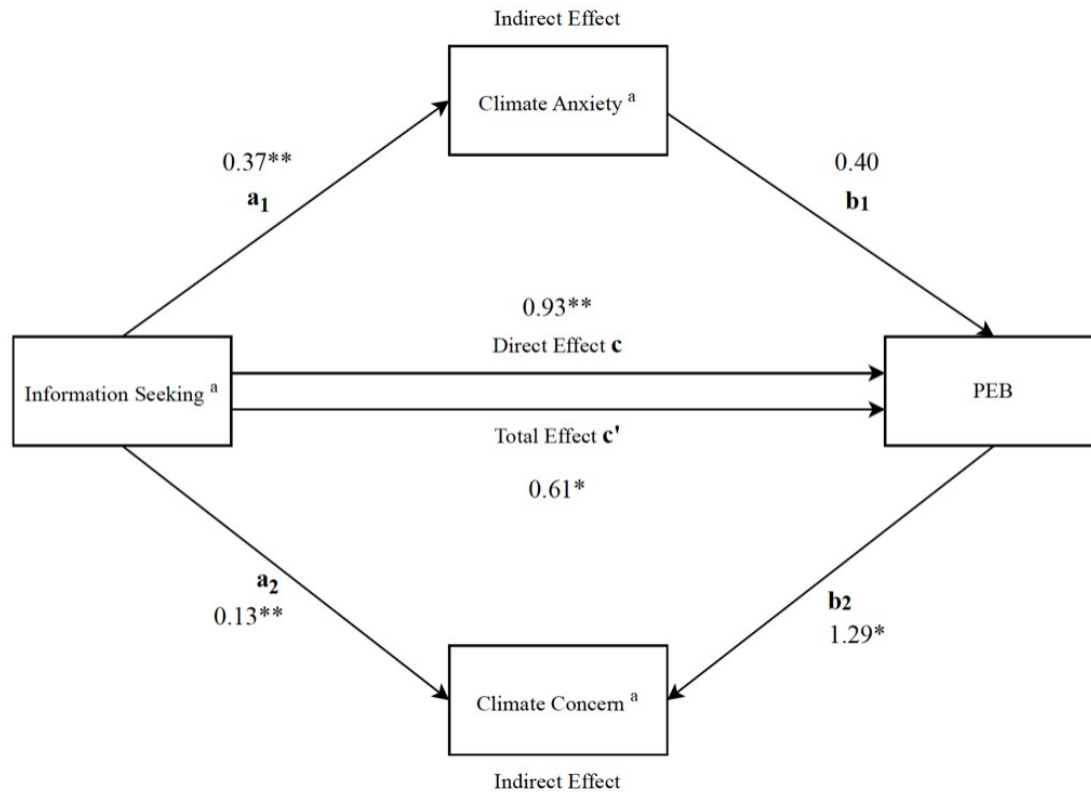 Indirect Effect
Climate Anxiety a
0.37**
a1
0.40
b1
0.93**
Direct Effect c
Information Seeking a
PEB
Total Effect c'
0.61*
a2
0.13**
b2
1.29*
Climate Concern a
Indirect Effect